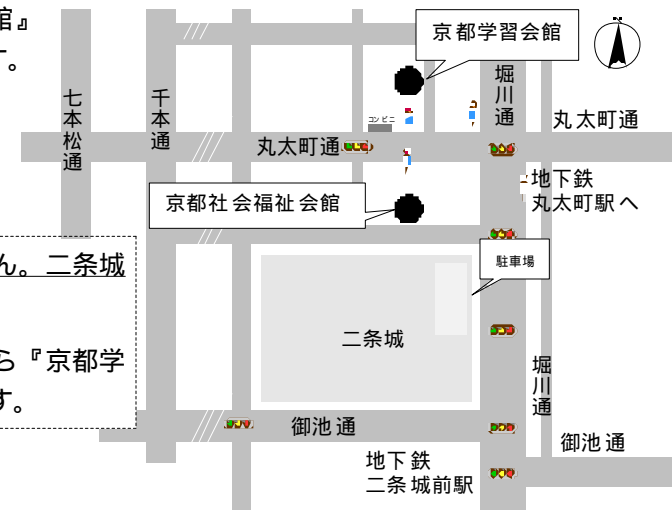 館』
す。
京都学習会館
堀川通
七本松通
千本通
コンビニ
丸太町通
丸太町通
地下鉄
丸太町駅へ
京都社会福祉会館
ん。二条城
駐車場
二条城
ら『京都学
す。
堀川通
御池通
御池通
地下鉄
二条城前駅